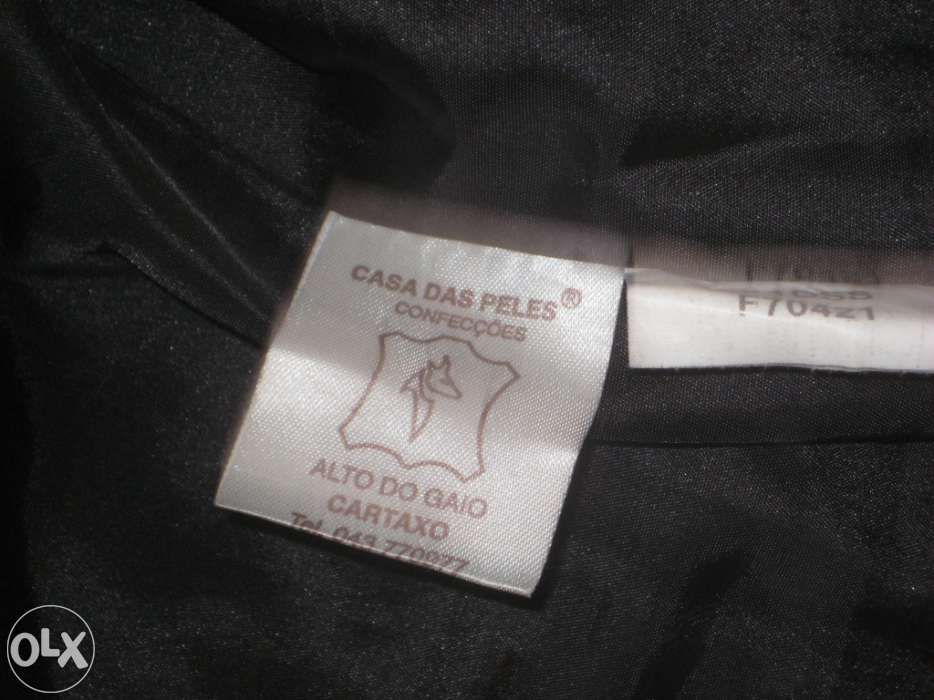 CASA DAS PELES®
CONFECÇÕES
ALTO DO GAIO
CARTAXO
Tel. 043 770977
F70421
OLX